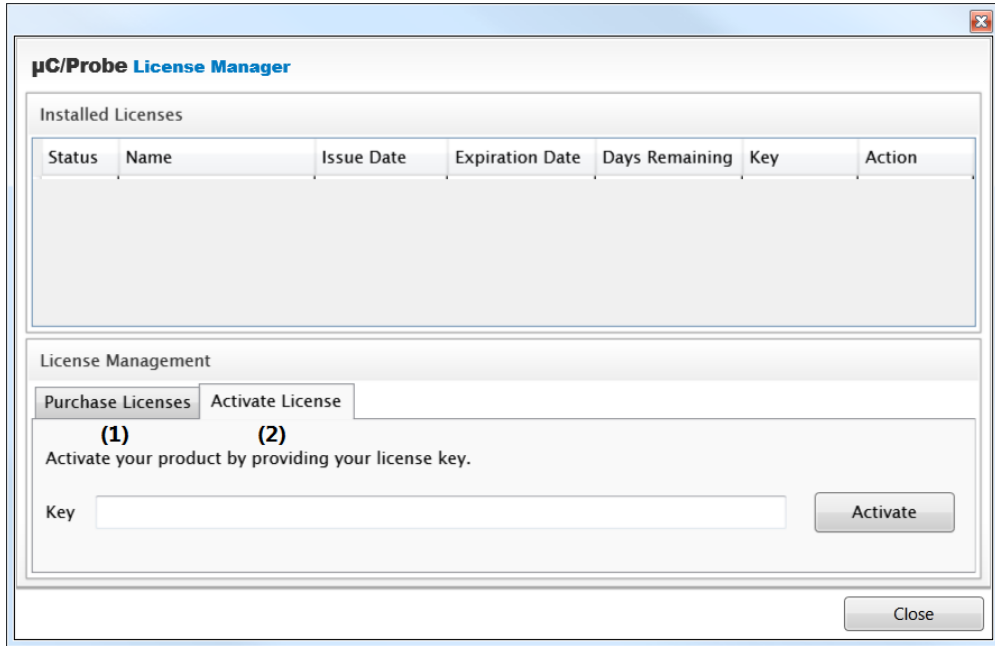 µC/Probe License Manager
Installed Licenses
Status Name Issue Date Expiration Date Days Remaining Key Action
License Management
Purchase Licenses Activate License
(1) (2)
Activate your product by providing your license key.
Key Activate
Close